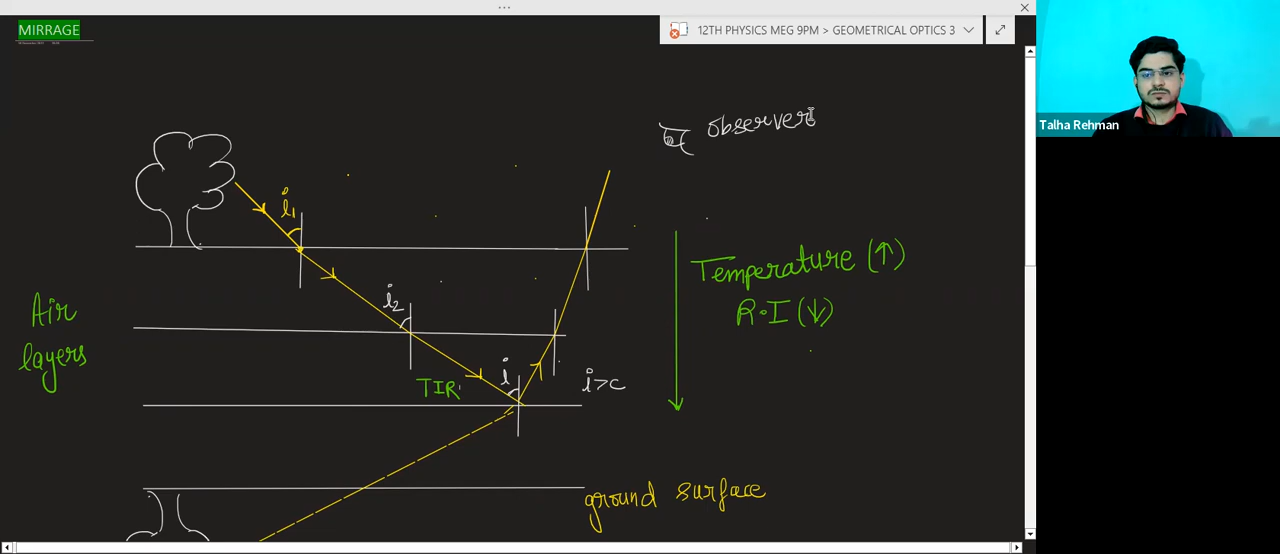 MIRRAGE
12TH PHYSICS MEG 9PM > GEOMETRICAL OPTICS 3
Talha Rehman
observer
i1
Temperature (↑)
R.I (↓)
Air
layers
i2
i
TIR
i>c
ground surface